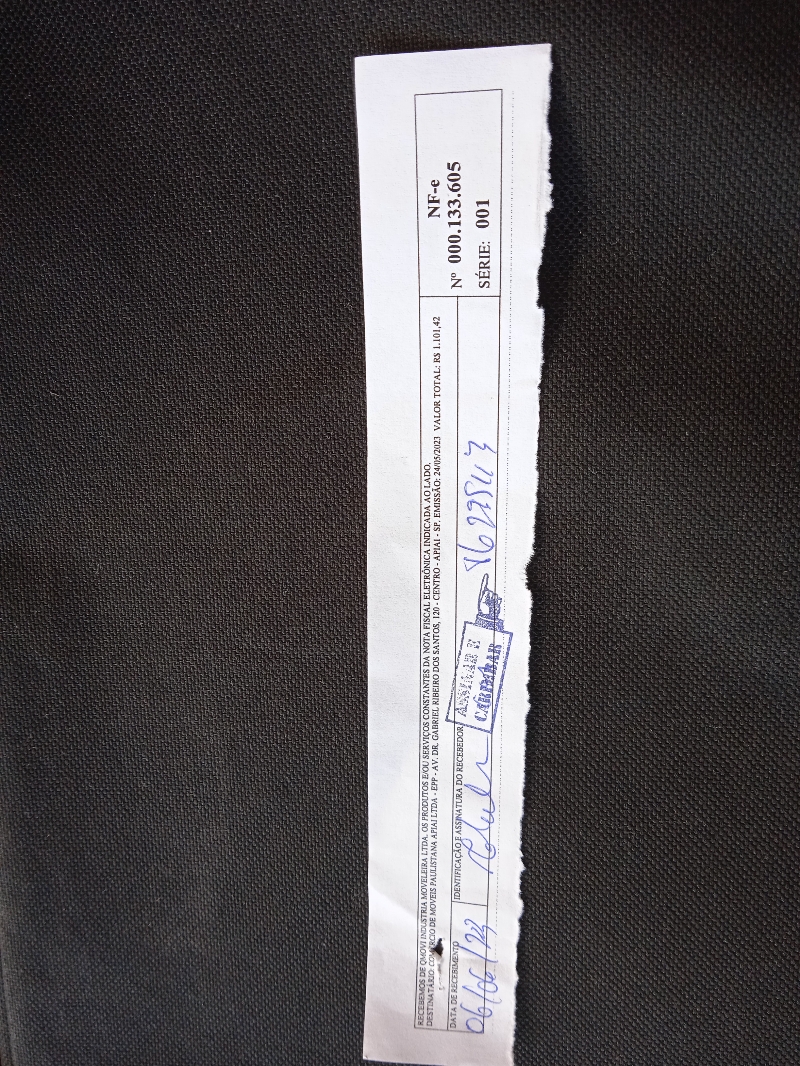 RECEBEMOS DE QMOVI INDUSTRIA MOVELEIRA LTDA. OS PRODUTOS E/OU SERVIÇOS CONSTANTES DA NOTA FISCAL ELETRÔNICA INDICADA AO LADO.
DESTINATÁRIO: COMERCIO DE MOVEIS PAULISTANA APIAI LTDA - EPP - AV. DR. GABRIEL RIBEIRO DOS SANTOS, 120 - CENTRO - APIAI - SP. EMISSÃO: 24/05/2023 VALOR TOTAL: R$ 1.101,42
DATA DE RECEBIMENTO
06/06/23
IDENTIFICAÇÃO E ASSINATURA DO RECEBEDOR
ASSINAR E
CARIMBAR
NF-e
Nº 000.133.605
SÉRIE: 001